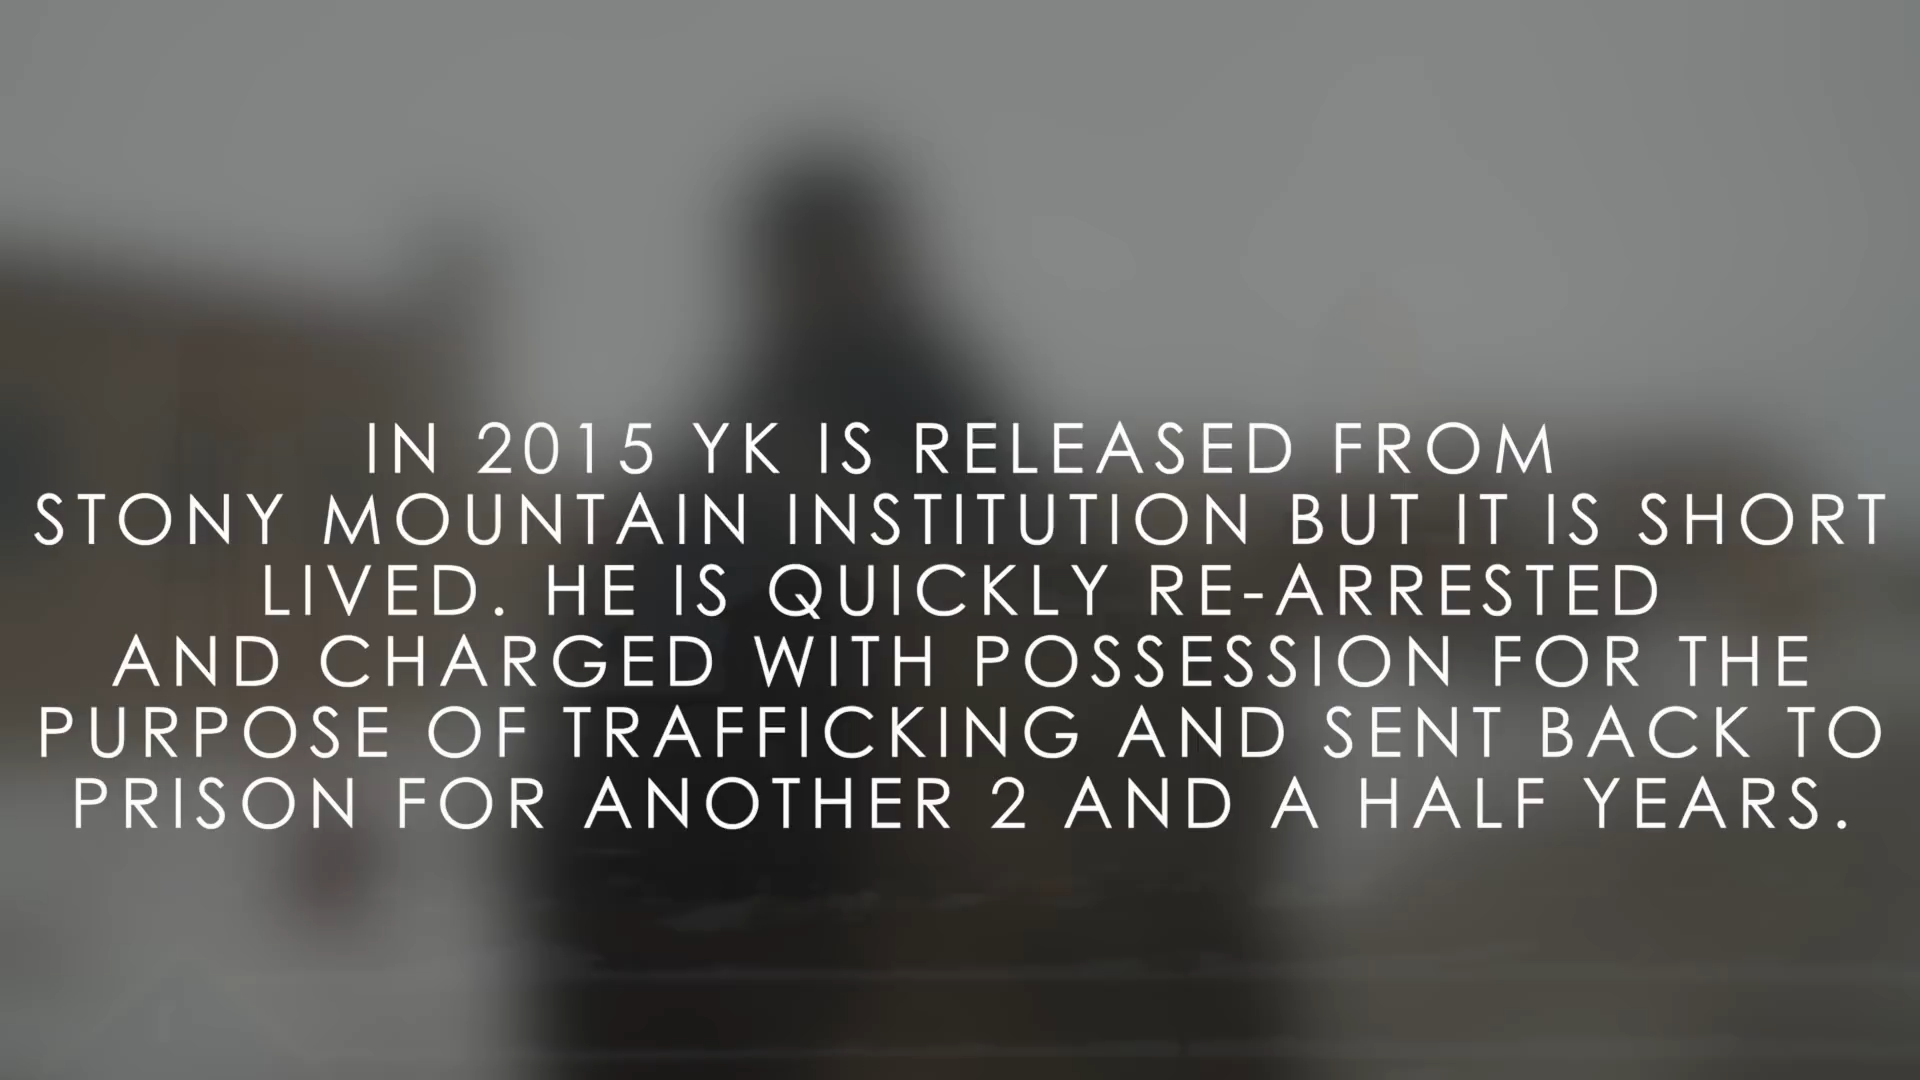 IN 2015 YK IS RELEASED FROM
STONY MOUNTAIN INSTITUTION BUT IT IS SHORT
LIVED. HE IS QUICKLY RE-ARRESTED
AND CHARGED WITH POSSESSION FOR THE
PURPOSE OF TRAFFICKING AND SENT BACK TO
PRISON FOR ANOTHER 2 AND A HALF YEARS.